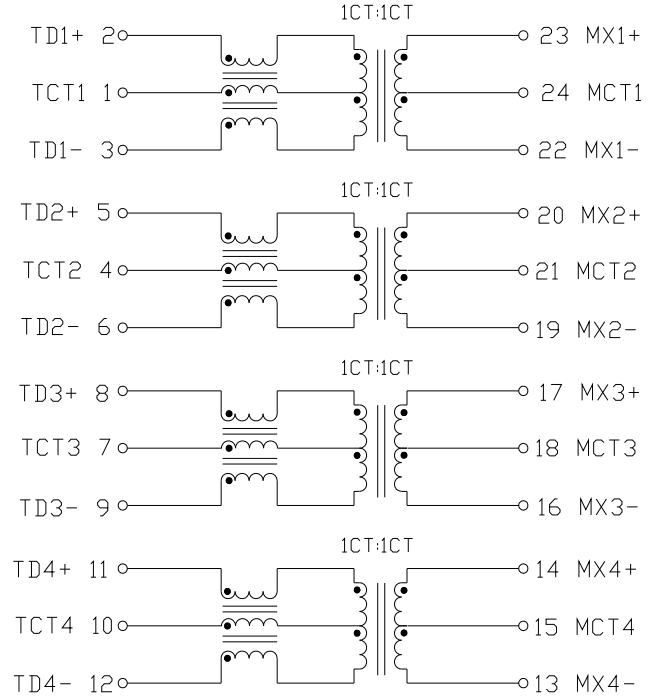 1CT:1CT
TD1+ 2 23 MX1+
TCT1 1 24 MCT1
TD1- 3 22 MX1-
1CT:1CT
TD2+ 5 20 MX2+
TCT2 4 21 MCT2
TD2- 6 19 MX2-
1CT:1CT
TD3+ 8 17 MX3+
TCT3 7 18 MCT3
TD3- 9 16 MX3-
1CT:1CT
TD4+ 11 14 MX4+
TCT4 10 15 MCT4
TD4- 12 13 MX4-